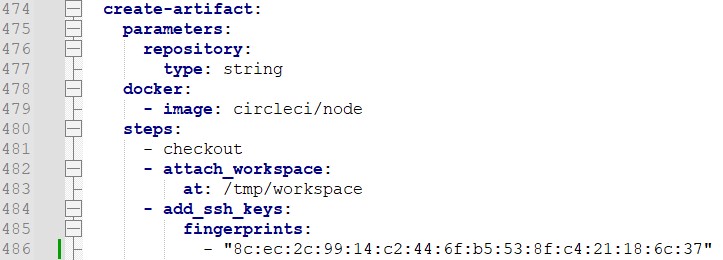 474 create-artifact:
475 parameters:
476 repository:
477 type: string
478 docker:
479 - image: circleci/node
480 steps:
481 - checkout
482 - attach_workspace:
483 at: /tmp/workspace
484 - add_ssh_keys:
485 fingerprints:
486 - "8c:ec:2c:99:14:c2:44:6f:b5:53:8f:c4:21:18:6c:37"